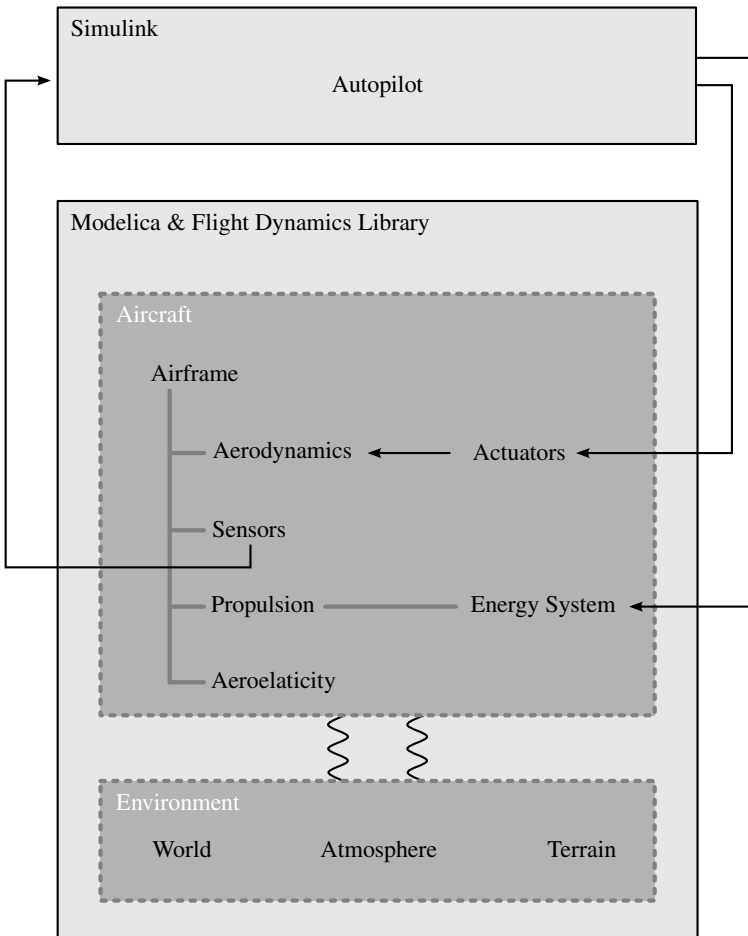 Simulink
Autopilot
Modelica & Flight Dynamics Library
Aircraft
Airframe
Aerodynamics
Actuators
Sensors
Propulsion
Energy System
Aeroelaticity
Environment
World
Atmosphere
Terrain